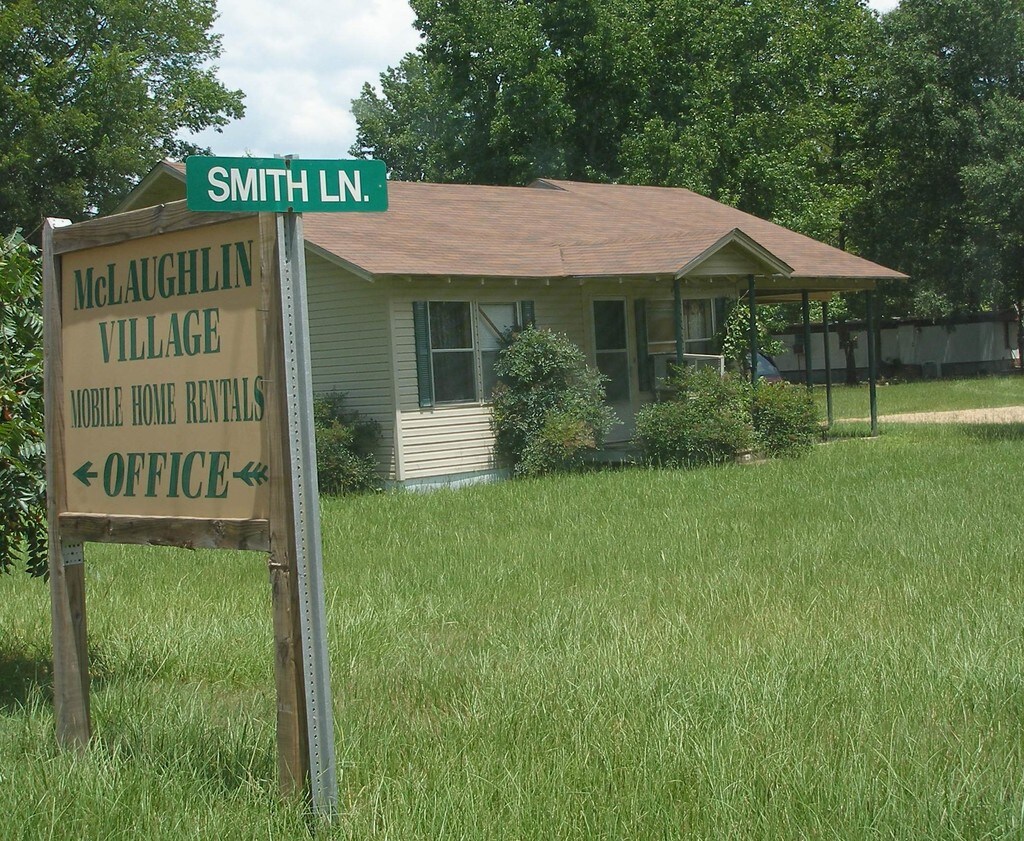 SMITH LN.
McLAUGHLIN
VILLAGE
MOBILE HOME RENTALS
OFFICE